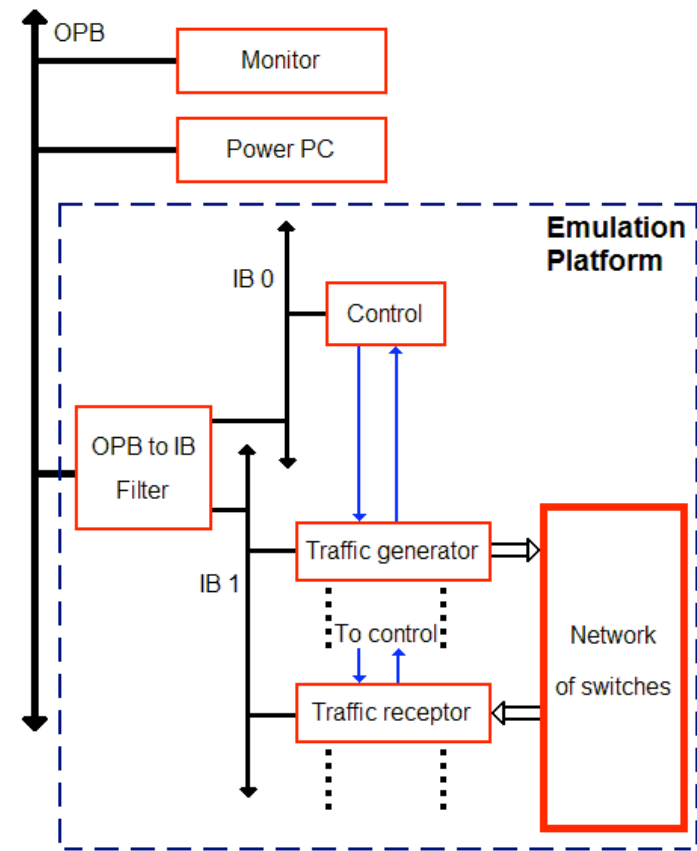 OPB
Monitor
Power PC
Emulation
Platform
IB 0
Control
OPB to IB
Filter
Traffic generator
IB 1
To control
Network
of switches
Traffic receptor